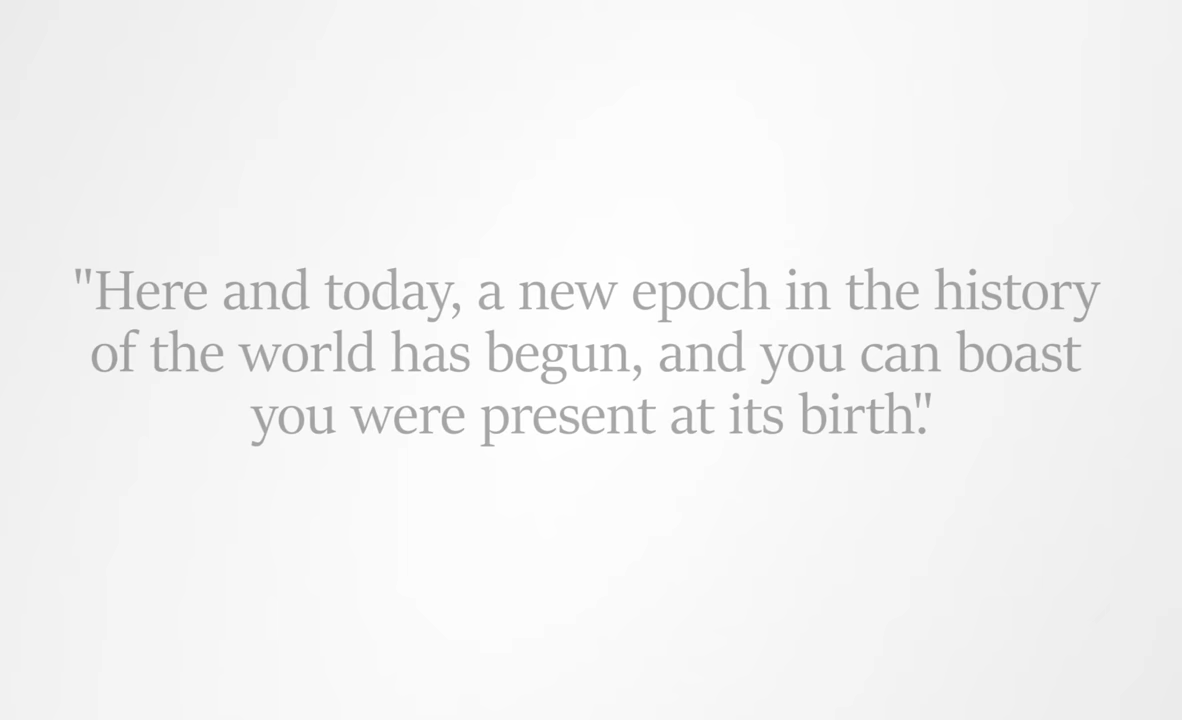 "Here and today, a new epoch in the history
of the world has begun, and you can boast
you were present at its birth."